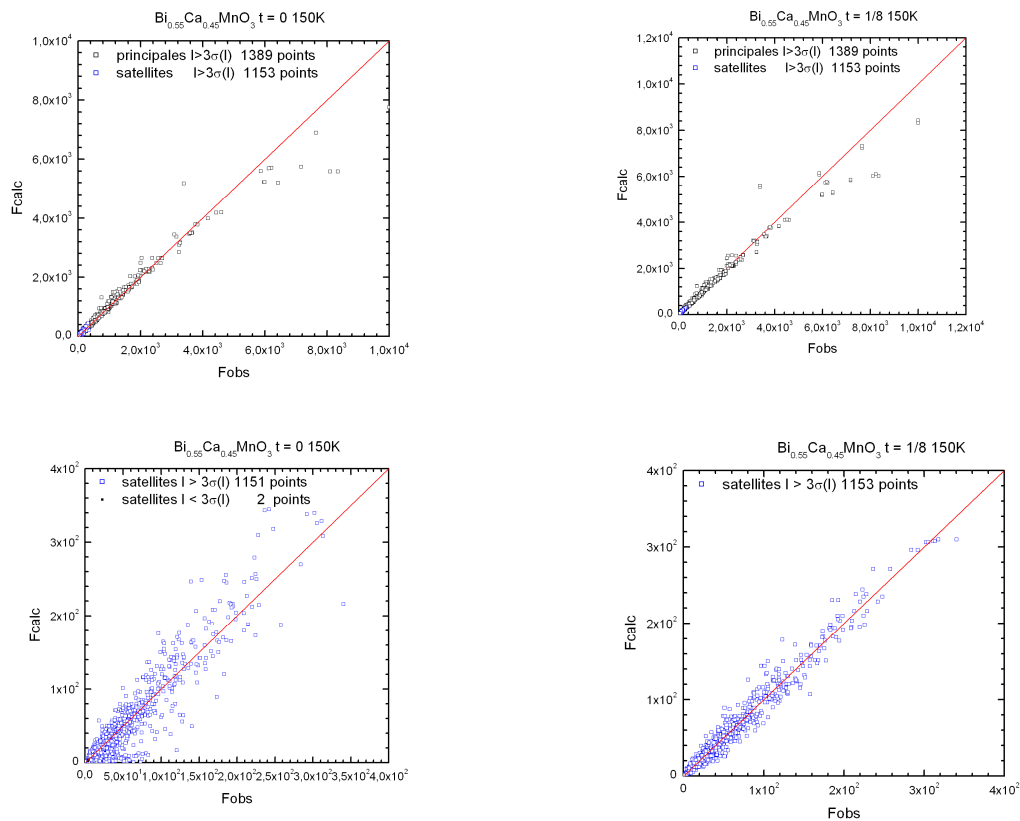 Bi0.55Ca0.45MnO3 t = 0 150K
principales I>3σ(I) 1389 points
satellites I>3σ(I) 1153 points
1,0x10^4
8,0x10^3
6,0x10^3
4,0x10^3
2,0x10^3
0,0
Fcalc
0,0 2,0x10^3 4,0x10^3 6,0x10^3 8,0x10^3 1,0x10^4
Fobs
Bi0.55Ca0.45MnO3 t = 1/8 150K
principales I>3σ(I) 1389 points
satellites I>3σ(I) 1153 points
1,2x10^4
1,0x10^4
8,0x10^3
6,0x10^3
4,0x10^3
2,0x10^3
0,0
Fcalc
0,0 2,0x10^3 4,0x10^3 6,0x10^3 8,0x10^3 1,0x10^4 1,2x10^4
Fobs
Bi0.55Ca0.45MnO3 t = 0 150K
satellites I > 3σ(I) 1151 points
satellites I < 3σ(I) 2 points
4x10^2
3x10^2
2x10^2
1x10^2
0
Fcalc
0,0 5,0x10^1 1,0x10^2 1,5x10^2 2,0x10^2 2,5x10^2 3,0x10^2 3,5x10^2 4,0x10^2
Fobs
Bi0.55Ca0.45MnO3 t = 1/8 150K
satellites I > 3σ(I) 1153 points
4x10^2
3x10^2
2x10^2
1x10^2
0
Fcalc
0 1x10^2 2x10^2 3x10^2 4x10^2
Fobs